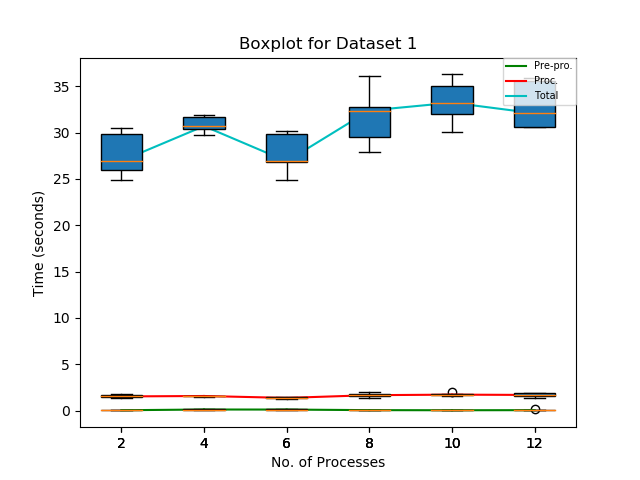 Boxplot for Dataset 1
Pre-pro.
Proc.
Total
35
30
25
20
15
10
5
0
Time (seconds)
2 4 6 8 10 12
No. of Processes